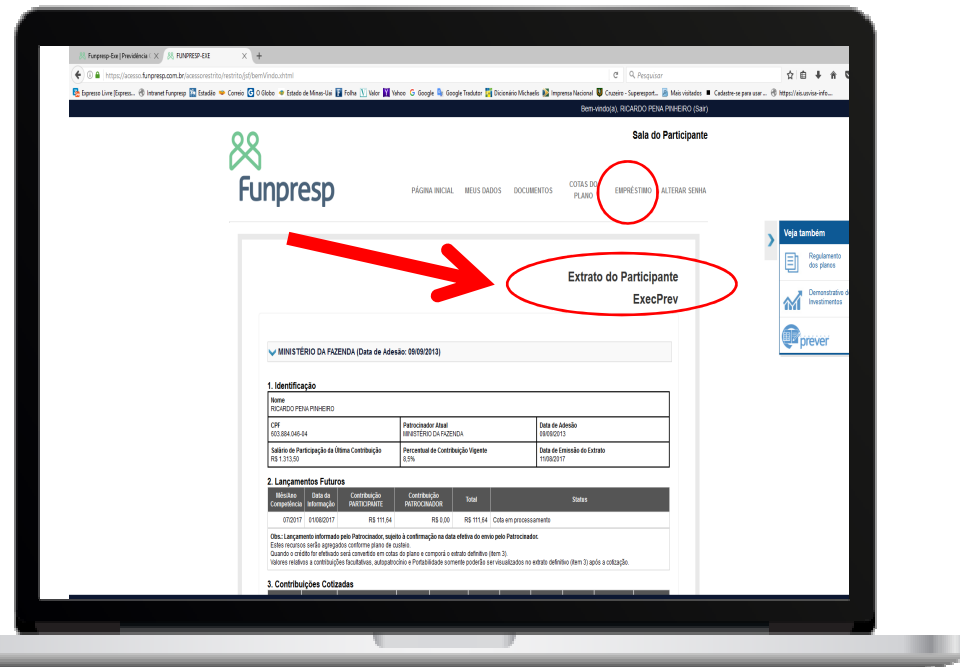 Funpresp-Exe | Previdência
FUNPRESP-EXE
https://acesso.funpresp.com.br/acessorestrito/restrito/jsf/bemVindo.xhtml
Pesquisar
Expresso Livre (Express... Intranet Funpresp Estadão Correio O Globo Estado de Minas-Uai Folha Valor Yahoo Google Google Tradutor Dicionário Michaelis Imprensa Nacional Cruzeiro - Superesport... Mais visitados Cadastre-se para usar ... https://ais.usvisa-info...
Bem-vindo(a), RICARDO PENA PINHEIRO (Sair)
Sala do Participante
Funpresp
PÁGINA INICIAL MEUS DADOS DOCUMENTOS COTAS DO PLANO EMPRÉSTIMO ALTERAR SENHA
Veja também
Regulamento
dos planos
Demonstrativo de
Investimentos
prever
Extrato do Participante
ExecPrev
MINISTÉRIO DA FAZENDA (Data de Adesão: 09/09/2013)
1. Identificação
Nome
RICARDO PENA PINHEIRO
CPF Patrocinador Atual Data de Adesão
603.884.046-04 MINISTÉRIO DA FAZENDA 09/09/2013
Salário de Participação da Última Contribuição Percentual de Contribuição Vigente Data de Emissão do Extrato
R$ 1.313,50 8,5% 11/08/2017
2. Lançamentos Futuros
Mês/Ano Data da Contribuição Contribuição Total Status
Competência Informação PARTICIPANTE PATROCINADOR
07/2017 01/08/2017 R$ 111,64 R$ 0,00 R$ 111,64 Cota em processamento
Obs.: Lançamento informado pelo Patrocinador, sujeito à confirmação na data efetiva do envio pelo Patrocinador.
Estes recursos serão agregados conforme plano de custeio.
Quando o crédito for efetivado será convertido em cotas do plano e comporá o extrato definitivo (item 3).
Valores relativos a contribuições facultativas, autopatrocínio e Portabilidade somente poderão ser visualizados no extrato definitivo (item 3) após a cotização.
3. Contribuições Cotizadas